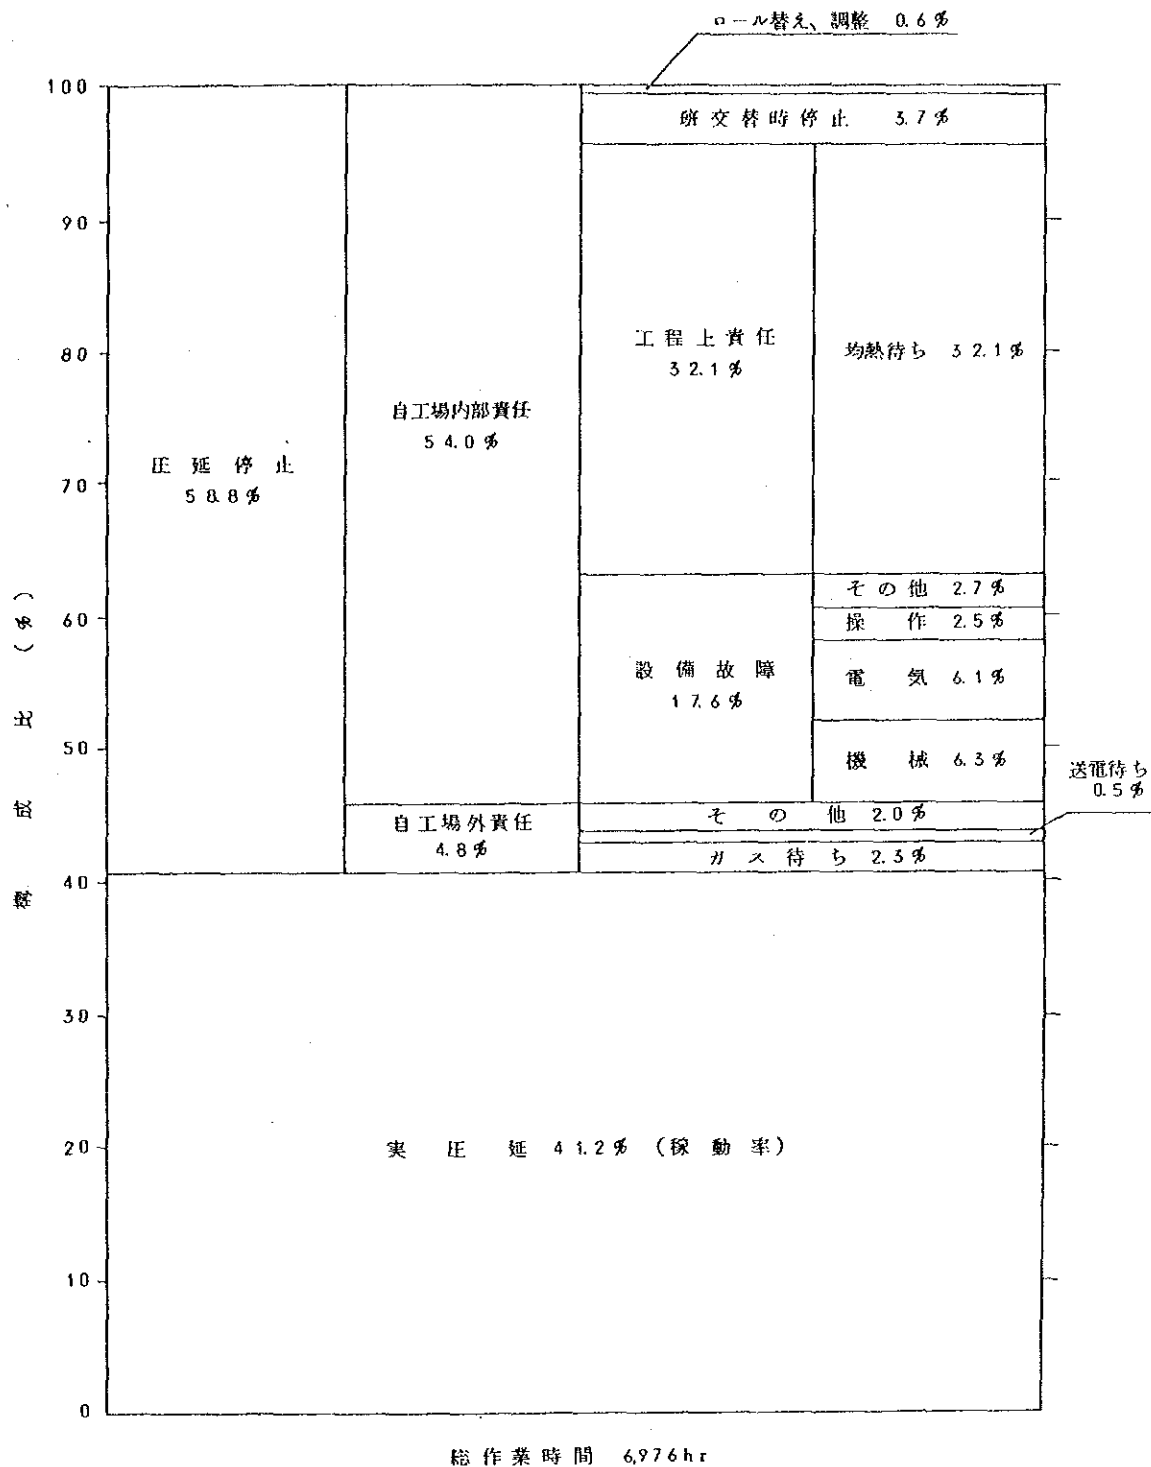 ロール替え、調整 0.6%
100
班交替時停止 3.7%
90
工程上責任
32.1%
均熱待ち 32.1%
80
自工場内部責任
54.0%
圧延停止
58.8%
70
その他 2.7%
操作 2.5%
60
設備故障
17.6%
電気 6.1%
50
機械 6.3%
送電待ち
0.5%
その他 2.0%
自工場外責任
4.8%
ガス待ち 2.3%
40
構成比(%)
30
20
実圧延 41.2% (稼動率)
10
0
総作業時間 6,976hr